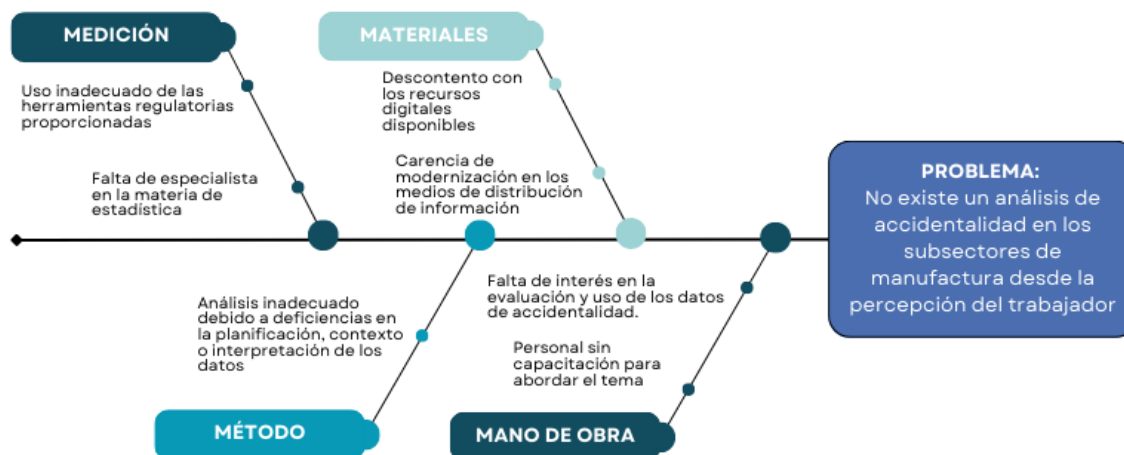 MEDICIÓN
Uso inadecuado de las
herramientas regulatorias
proporcionadas
Falta de especialista
en la materia de
estadística
MATERIALES
Descontento con
los recursos
digitales
disponibles
Carencia de
modernización en los
medios de distribución
de información
Análisis inadecuado
debido a deficiencias en
la planificación, contexto
o interpretación de los
datos
MÉTODO
Falta de interés en la
evaluación y uso de los datos
de accidentalidad.
Personal sin
capacitación para
abordar el tema
MANO DE OBRA
PROBLEMA:
No existe un análisis de
accidentalidad en los
subsectores de
manufactura desde la
percepción del trabajador